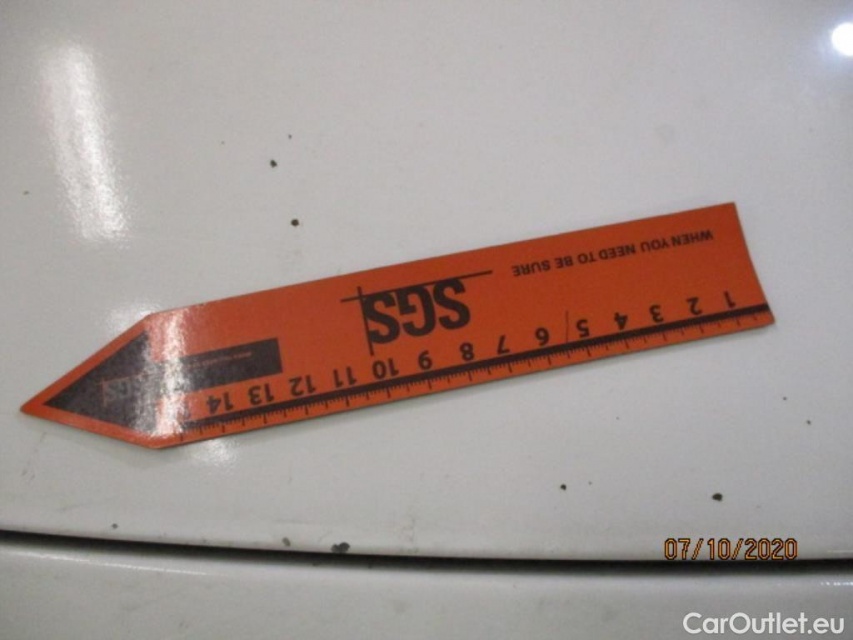 WHEN YOU NEED TO BE SURE
SGS
1 2 3 4 5 6 7 8 9 10 11 12 13 14
SGS
07/10/2020
CarOutlet.eu